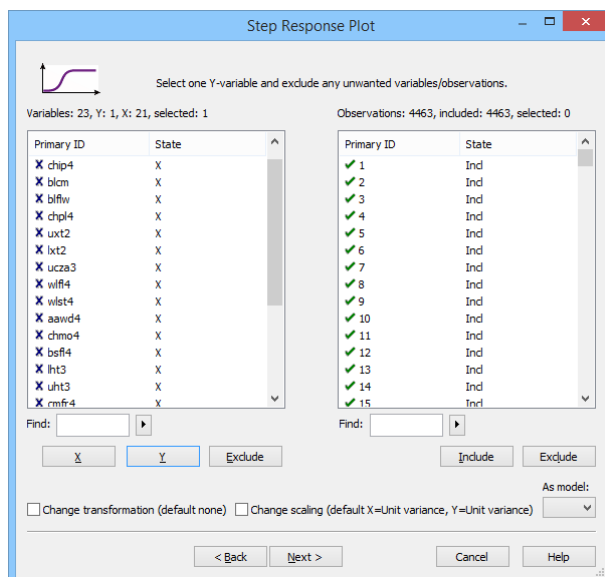 Step Response Plot
Select one Y-variable and exclude any unwanted variables/observations.
Variables: 23, Y: 1, X: 21, selected: 1
Primary ID State
chip4 X
blcm X
blflw X
chpl4 X
uxt2 X
lxt2 X
ucza3 X
wlfl4 X
wlst4 X
aawd4 X
chmo4 X
bsfl4 X
lht3 X
uht3 X
cmfr4 X
Find:
X Y Exclude
Observations: 4463, included: 4463, selected: 0
Primary ID State
1 Incl
2 Incl
3 Incl
4 Incl
5 Incl
6 Incl
7 Incl
8 Incl
9 Incl
10 Incl
11 Incl
12 Incl
13 Incl
14 Incl
15 Incl
Find:
Include Exclude
As model:
Change transformation (default none) Change scaling (default X=Unit variance, Y=Unit variance)
< Back Next > Cancel Help